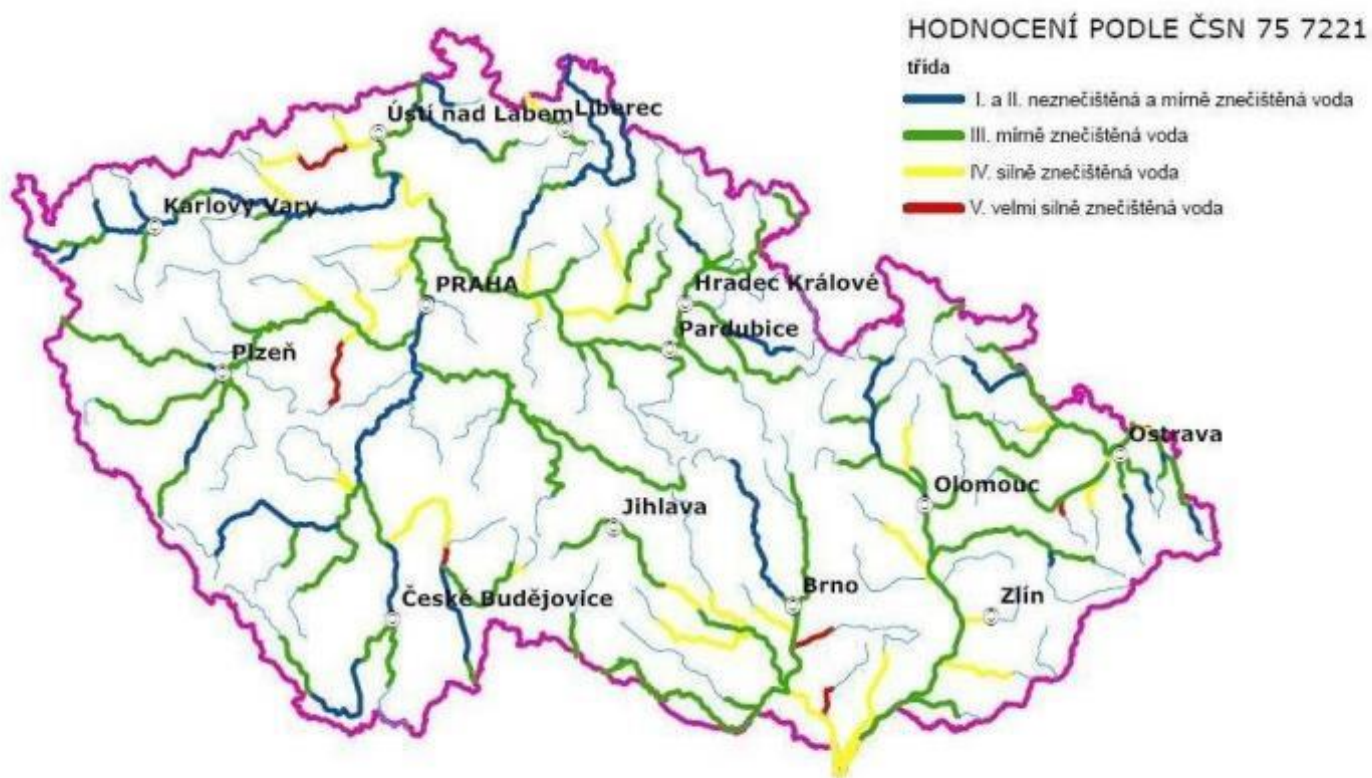 HODNOCENÍ PODLE ČSN 75 7221
třída
I. a II. neznečištěná a mírně znečištěná voda
III. mírně znečištěná voda
IV. silně znečištěná voda
V. velmi silně znečištěná voda
Ústí nad Labem
Liberec
Karlovy Vary
PRAHA
Hradec Králové
Pardubice
Plzeň
Ostrava
Olomouc
Jihlava
České Budějovice
Brno
Zlín